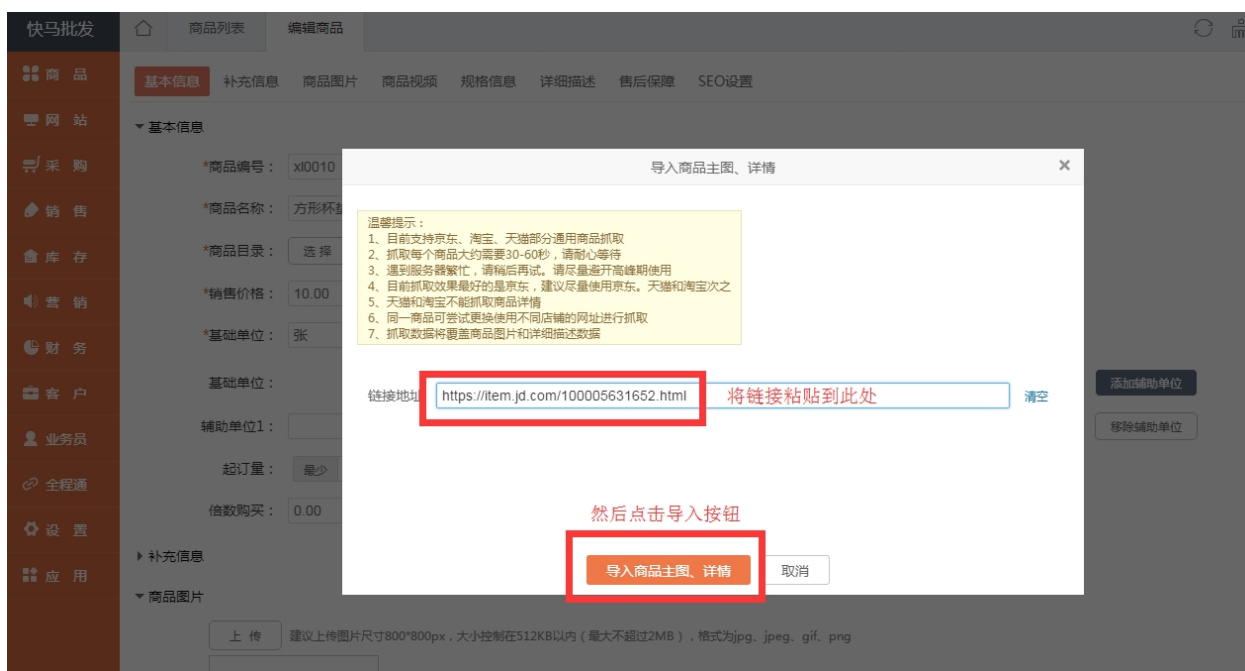 快马批发
商品列表
编辑商品
商 品
网 站
采 购
销 售
库 存
营 销
财 务
客 户
业务员
全程通
设 置
应 用
基本信息 补充信息 商品图片 商品视频 规格信息 详细描述 售后保障 SEO设置
基本信息
*商品编号： xl0010
*商品名称： 方形杯
*商品目录： 选 择
*销售价格： 10.00
*基础单位： 张
基础单位：
辅助单位1：
起订量： 最少
倍数购买： 0.00
添加辅助单位
移除辅助单位
导入商品主图、详情
温馨提示：
1、目前支持京东、淘宝、天猫部分通用商品抓取
2、抓取每个商品大约需要30-60秒，请耐心等待
3、遇到服务器繁忙，请稍后再试。请尽量避开高峰期使用
4、目前抓取效果最好的是京东，建议尽量使用京东。天猫和淘宝次之
5、天猫和淘宝不能抓取商品详情
6、同一商品可尝试更换使用不同店铺的网址进行抓取
7、抓取数据将覆盖商品图片和详细描述数据
链接地址 https://item.jd.com/100005631652.html 将链接粘贴到此处 清空
然后点击导入按钮
导入商品主图、详情 取消
补充信息
商品图片
上 传 建议上传图片尺寸800*800px，大小控制在512KB以内（最大不超过2MB），格式为jpg、jpeg、gif、png